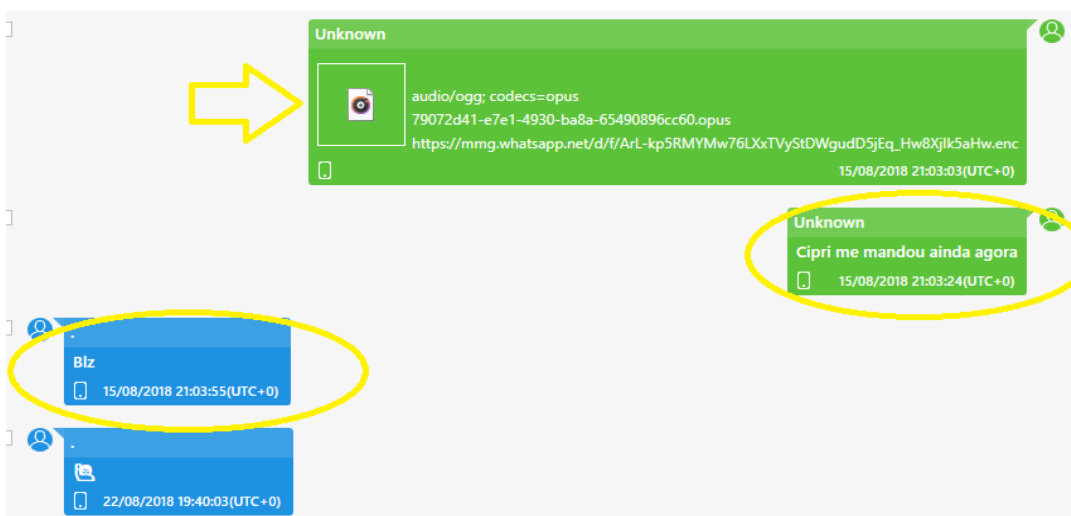 Unknown
audio/ogg; codecs=opus
79072d41-e7e1-4930-ba8a-65490896cc60.opus
https://mmg.whatsapp.net/d/f/ArL-kp5RMYMw76LXxTVyStDWgudD5jEq_Hw8XjIk5aHw.enc
15/08/2018 21:03:03(UTC+0)
Unknown
Cipri me mandou ainda agora
15/08/2018 21:03:24(UTC+0)
.
Blz
15/08/2018 21:03:55(UTC+0)
.
22/08/2018 19:40:03(UTC+0)